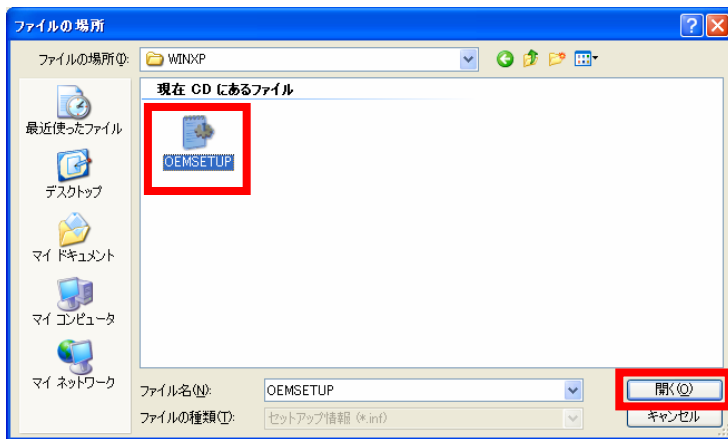 ファイルの場所
ファイルの場所(I):
WINXP
現在 CD にあるファイル
OEMSETUP
最近使ったファイル
デスクトップ
マイ ドキュメント
マイ コンピュータ
マイ ネットワーク
ファイル名(N):
OEMSETUP
開く(O)
ファイルの種類(T):
セットアップ情報 (*.inf)
キャンセル